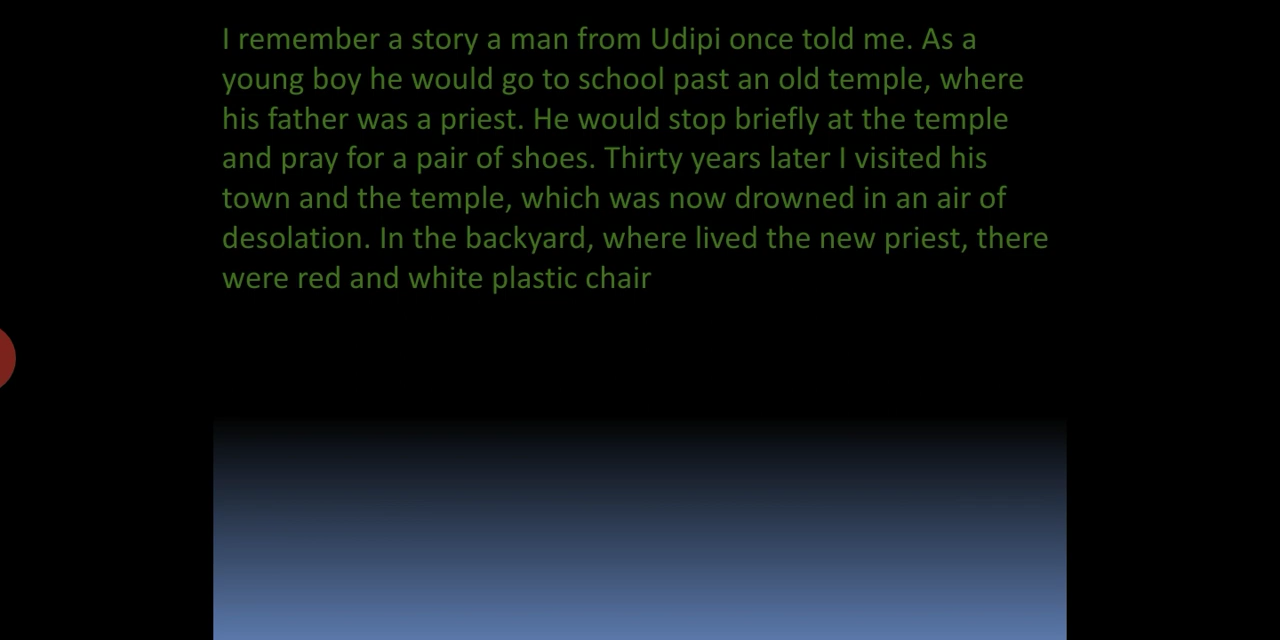 I remember a story a man from Udipi once told me. As a
young boy he would go to school past an old temple, where
his father was a priest. He would stop briefly at the temple
and pray for a pair of shoes. Thirty years later I visited his
town and the temple, which was now drowned in an air of
desolation. In the backyard, where lived the new priest, there
were red and white plastic chair